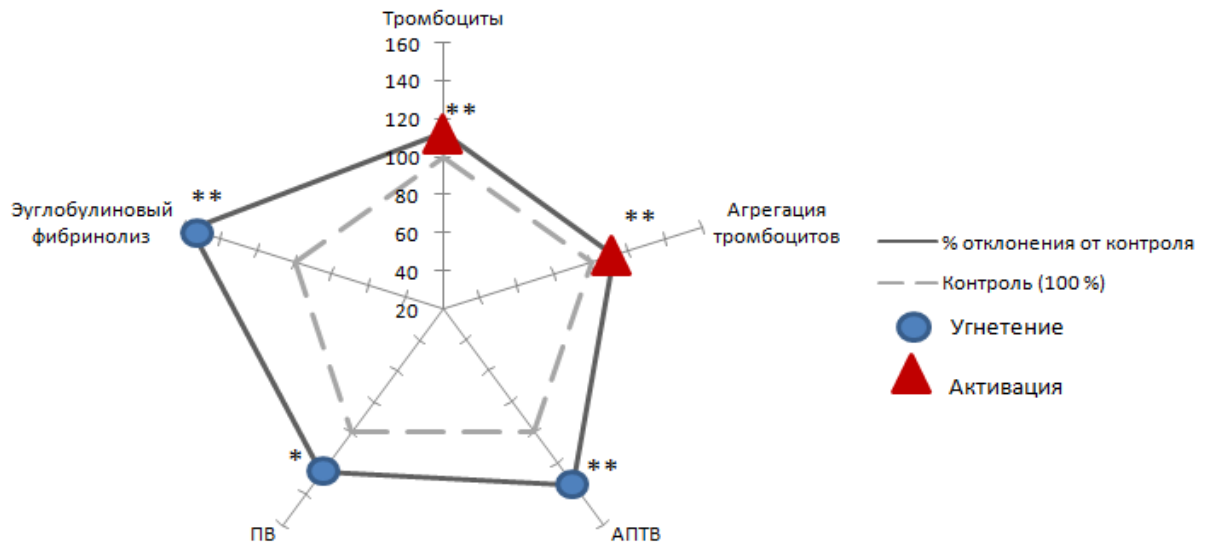 Тромбоциты
160
140
**
120
100
80
60
40
20
**
Эуглобулиновый
фибринолиз
**
Агрегация
тромбоцитов
*
ПВ
**
АПТВ
% отклонения от контроля
Контроль (100 %)
Угнетение
Активация